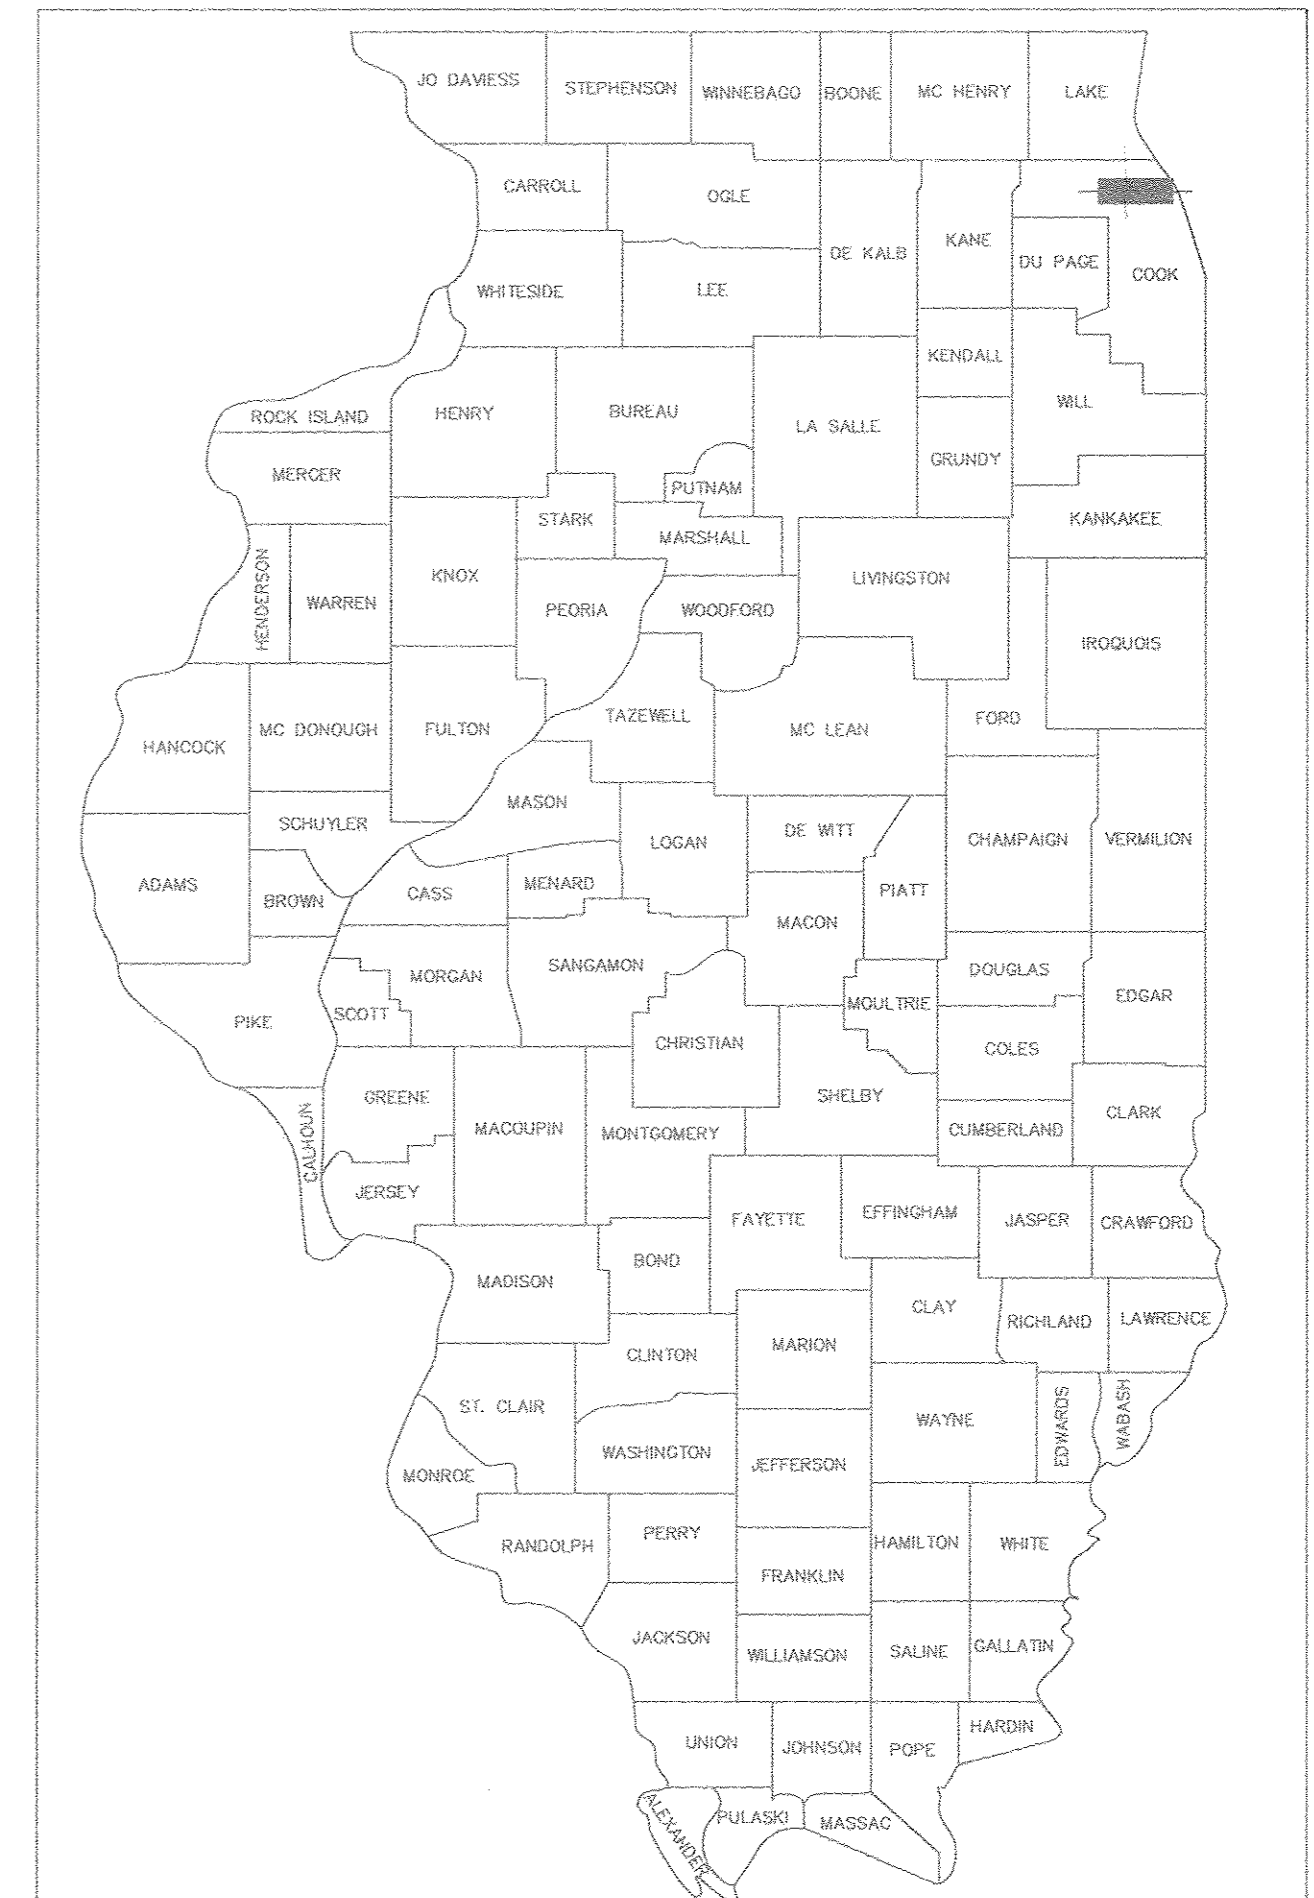 JO DAVIESS
STEPHENSON
WINNEBAGO
BOONE
MC HENRY
LAKE
CARROLL
OGLE
DE KALB
KANE
DU PAGE
COOK
WHITESIDE
LEE
KENDALL
ROCK ISLAND
HENRY
BUREAU
LA SALLE
WILL
MERCER
PUTNAM
GRUNDY
STARK
MARSHALL
KANKAKEE
HENDERSON
WARREN
KNOX
PEORIA
WOODFORD
LIVINGSTON
IROQUOIS
HANCOCK
MC DONOUGH
FULTON
TAZEWELL
MC LEAN
FORD
SCHUYLER
MASON
LOGAN
DE WITT
CHAMPAIGN
VERMILION
ADAMS
BROWN
CASS
MENARD
MACON
PIATT
PIKE
SCOTT
MORGAN
SANGAMON
CHRISTIAN
MOULTRIE
DOUGLAS
EDGAR
COLES
CALHOUN
GREENE
MACOUPIN
MONTGOMERY
SHELBY
CUMBERLAND
CLARK
JERSEY
FAYETTE
EFFINGHAM
JASPER
CRAWFORD
MADISON
BOND
CLAY
RICHLAND
LAWRENCE
CLINTON
MARION
ST. CLAIR
WASHINGTON
WAYNE
EDWARDS
WABASH
MONROE
JEFFERSON
RANDOLPH
PERRY
FRANKLIN
HAMILTON
WHITE
JACKSON
WILLIAMSON
SALINE
GALLATIN
UNION
JOHNSON
POPE
HARDIN
ALEXANDER
PULASKI
MASSAC